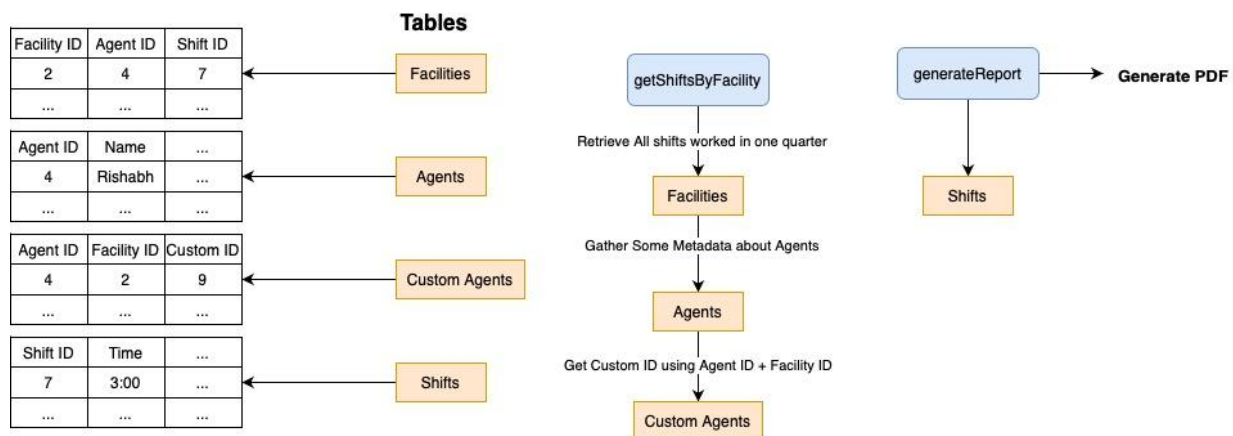 Tables
Facility ID Agent ID Shift ID
2 4 7
... ... ...
Facilities
Agent ID Name ...
4 Rishabh ...
... ... ...
Agents
Agent ID Facility ID Custom ID
4 2 9
... ... ...
Custom Agents
Shift ID Time ...
7 3:00 ...
... ... ...
Shifts
getShiftsByFacility
Retrieve All shifts worked in one quarter
Facilities
Gather Some Metadata about Agents
Agents
Get Custom ID using Agent ID + Facility ID
Custom Agents
generateReport
Generate PDF
Shifts